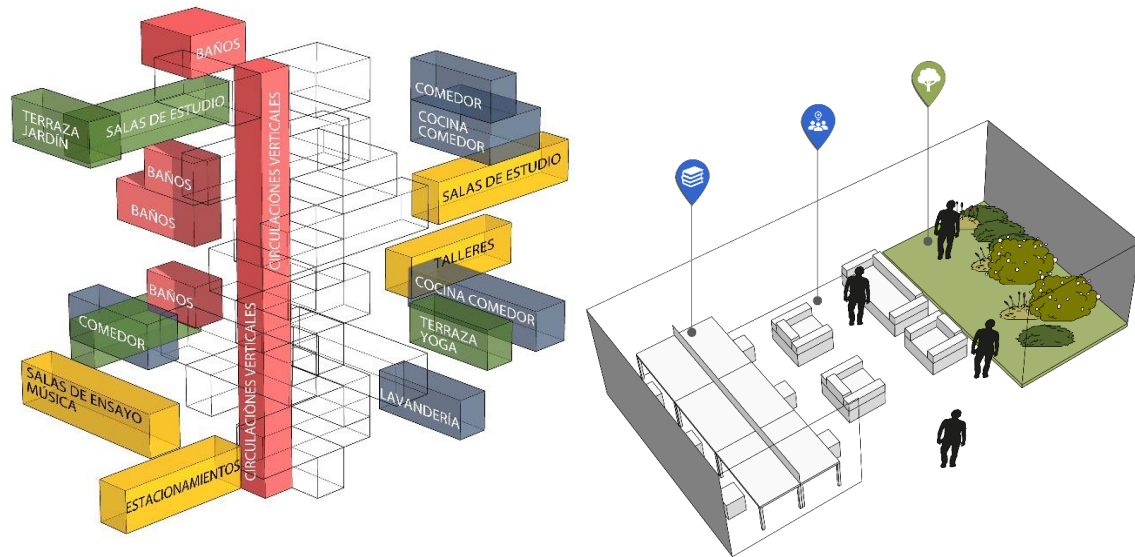 BAÑOS
COMEDOR
COCINA
COMEDOR
TERRAZA
JARDÍN
SALAS DE ESTUDIO
CIRCULACIONES VERTICALES
SALAS DE ESTUDIO
BAÑOS
BAÑOS
TALLERES
COCINA COMEDOR
BAÑOS
COMEDOR
TERRAZA
YOGA
CIRCULACIONES VERTICALES
SALAS DE ENSAYO
MÚSICA
LAVANDERÍA
ESTACIONAMIENTOS